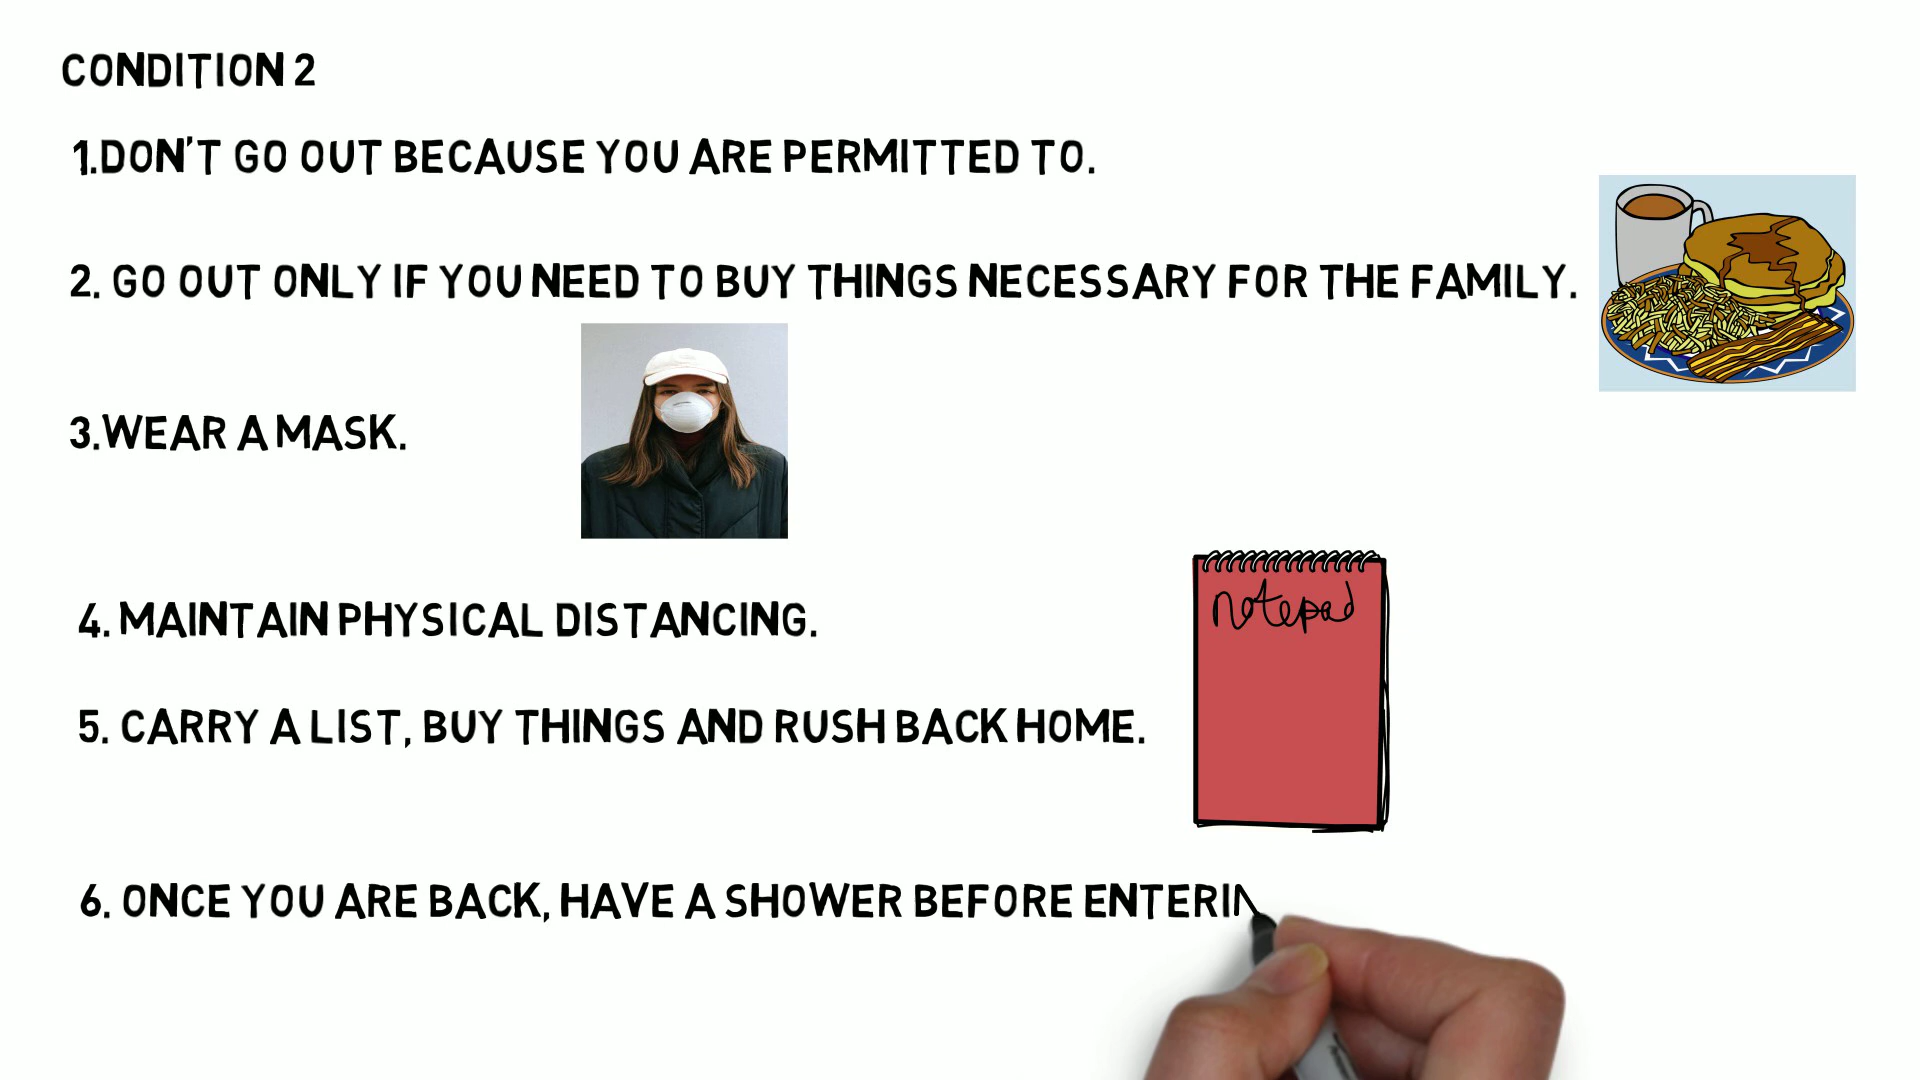 CONDITION 2
1.DON'T GO OUT BECAUSE YOU ARE PERMITTED TO.
2. GO OUT ONLY IF YOU NEED TO BUY THINGS NECESSARY FOR THE FAMILY.
3.WEAR A MASK.
4. MAINTAIN PHYSICAL DISTANCING.
notepad
5. CARRY A LIST, BUY THINGS AND RUSH BACK HOME.
6. ONCE YOU ARE BACK, HAVE A SHOWER BEFORE ENTERIN